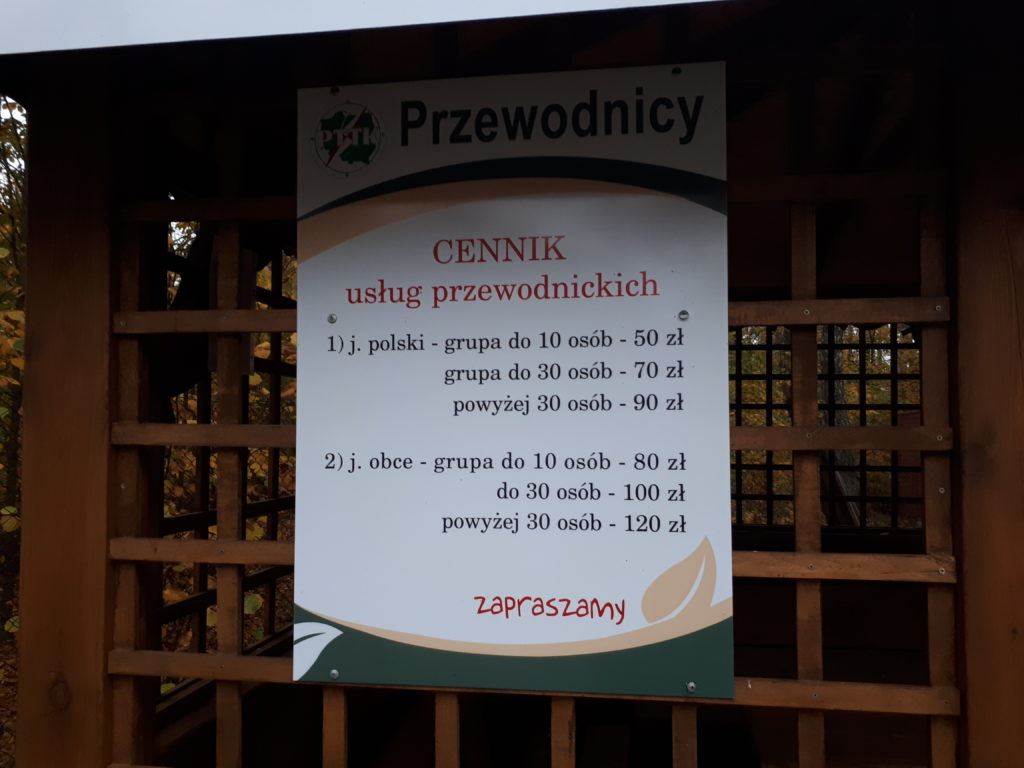 PTTK
Przewodnicy
CENNIK
usług przewodnickich
1) j. polski - grupa do 10 osób - 50 zł
grupa do 30 osób - 70 zł
powyżej 30 osób - 90 zł
2) j. obce - grupa do 10 osób - 80 zł
do 30 osób - 100 zł
powyżej 30 osób - 120 zł
zapraszamy